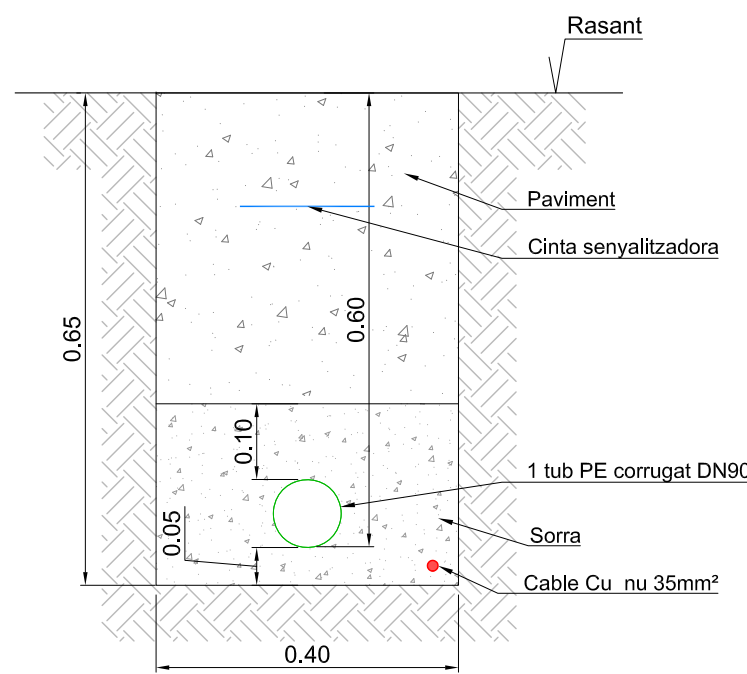 Rasant
Paviment
Cinta senyalitzadora
0.65
0.60
0.10
1 tub PE corrugat DN90
0.05
Sorra
Cable Cu nu 35mm²
0.40